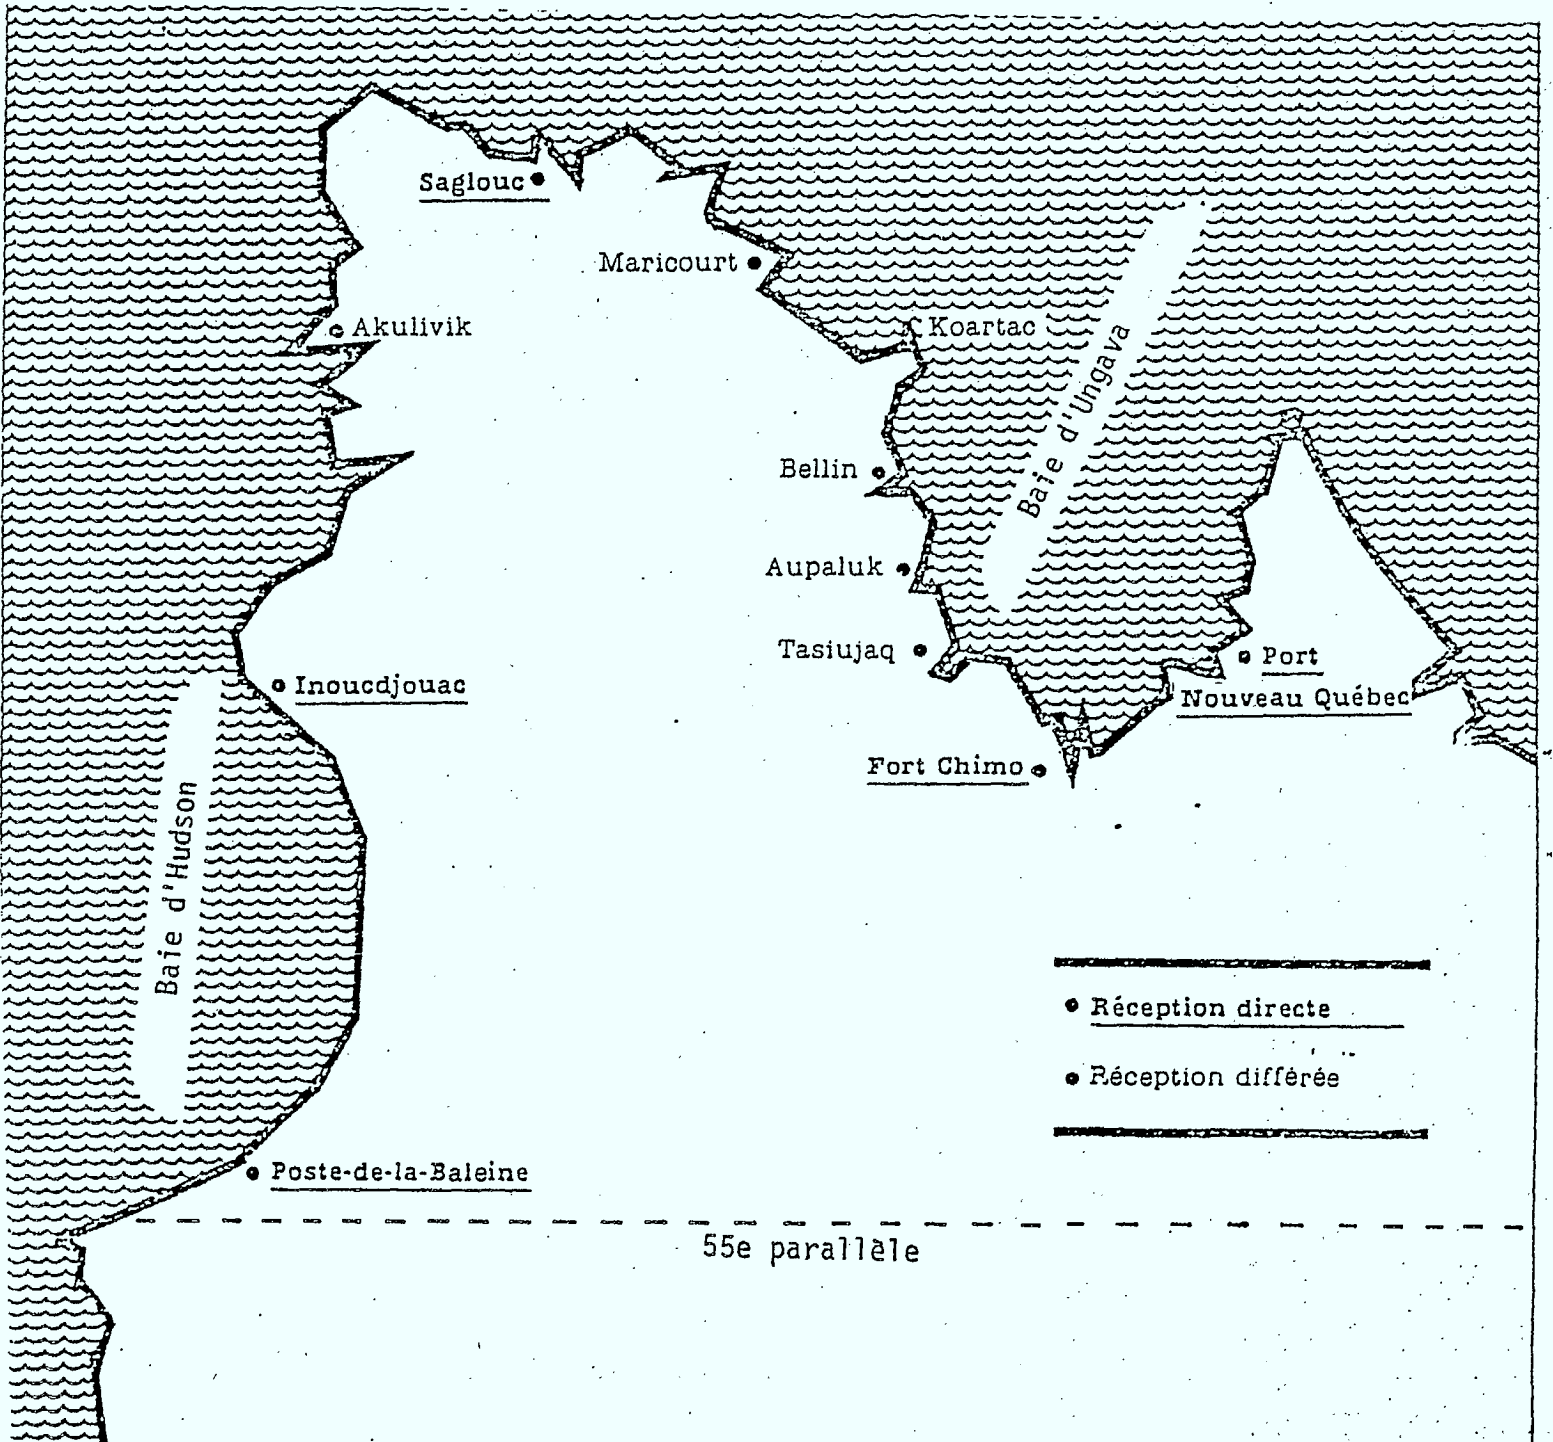 Saglouc
Maricourt
Akulivik
Koartac
Baie d'Ungava
Bellin
Aupaluk
Tasiujaq
Port
Nouveau Québec
Inoucdjouac
Fort Chimo
Baie d'Hudson
Réception directe
Réception différée
Poste-de-la-Baleine
55e parallèle